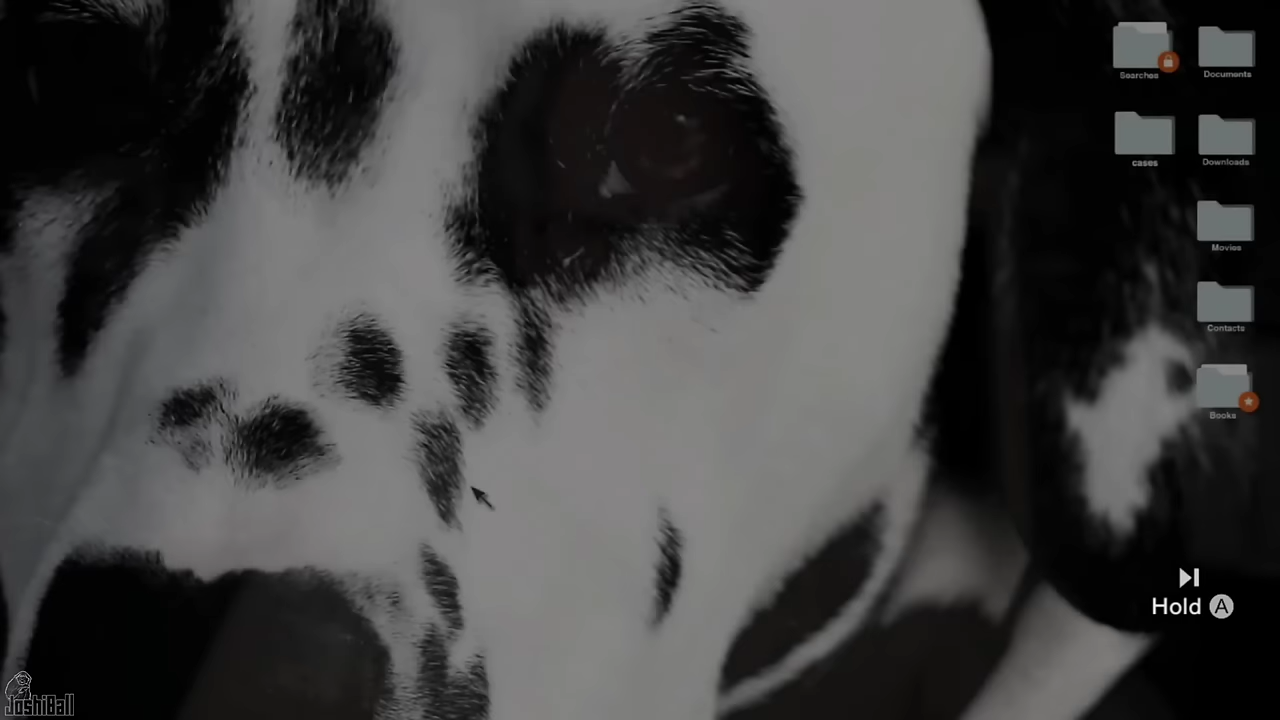 Searches
Documents
cases
Downloads
Movies
Contacts
Books
Hold A
JoshiBall